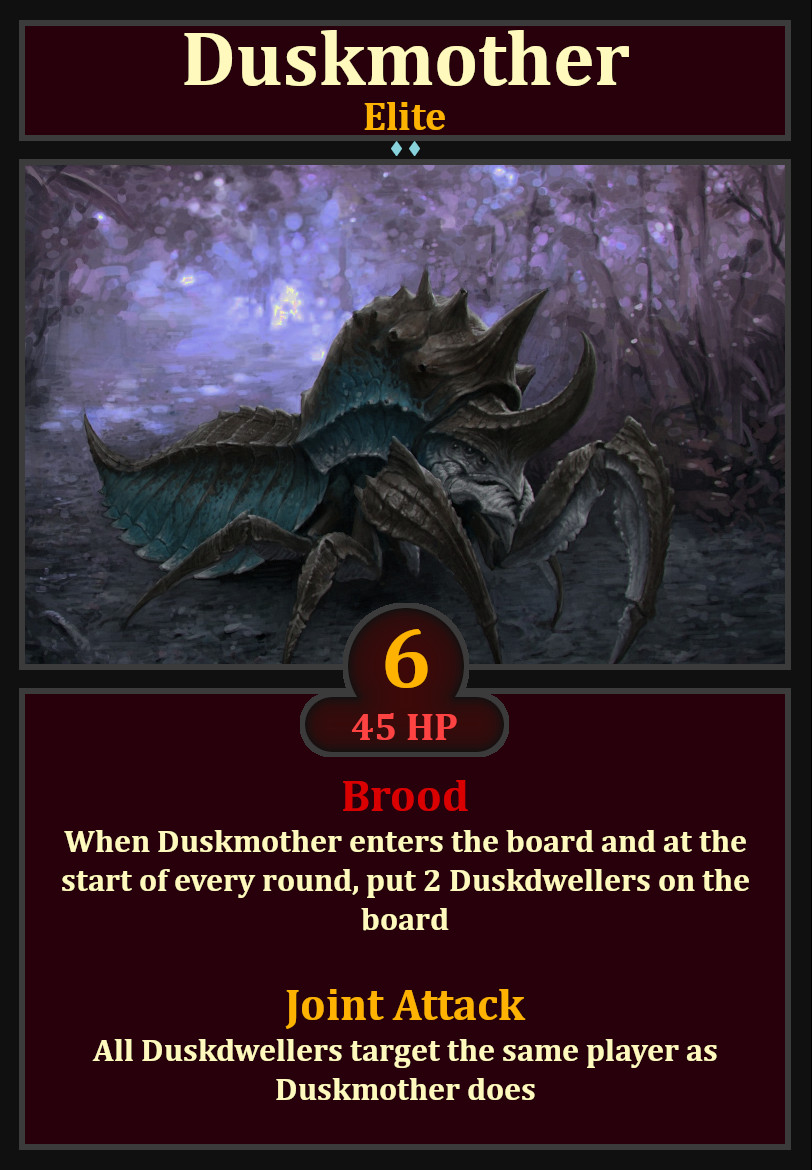 Duskmother
Elite
6
45 HP
Brood
When Duskmother enters the board and at the
start of every round, put 2 Duskdwellers on the
board
Joint Attack
All Duskdwellers target the same player as
Duskmother does